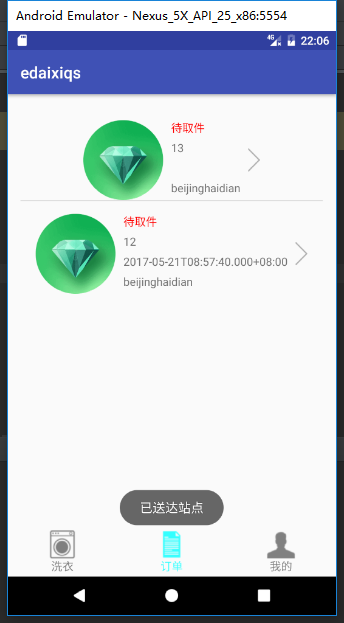 Android Emulator - Nexus_5X_API_25_x86:5554
4G 22:06
edaixiqs
待取件
13
beijinghaidian
待取件
12
2017-05-21T08:57:40.000+08:00
beijinghaidian
已送达站点
洗衣
订单
我的